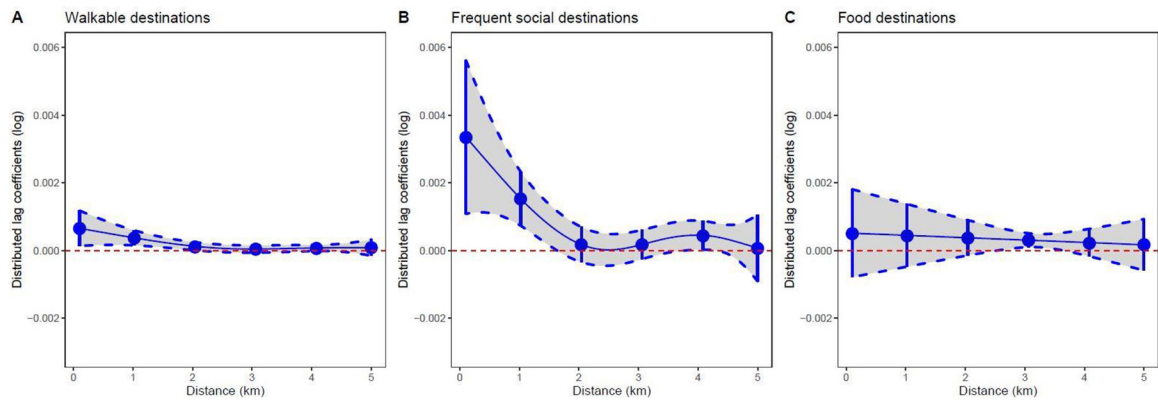 A Walkable destinations
0.006
0.004
0.002
0.000
−0.002
Distributed lag coefficients (log)
0 1 2 3 4 5
Distance (km)
B Frequent social destinations
0.006
0.004
0.002
0.000
−0.002
Distributed lag coefficients (log)
0 1 2 3 4 5
Distance (km)
C Food destinations
0.006
0.004
0.002
0.000
−0.002
Distributed lag coefficients (log)
0 1 2 3 4 5
Distance (km)